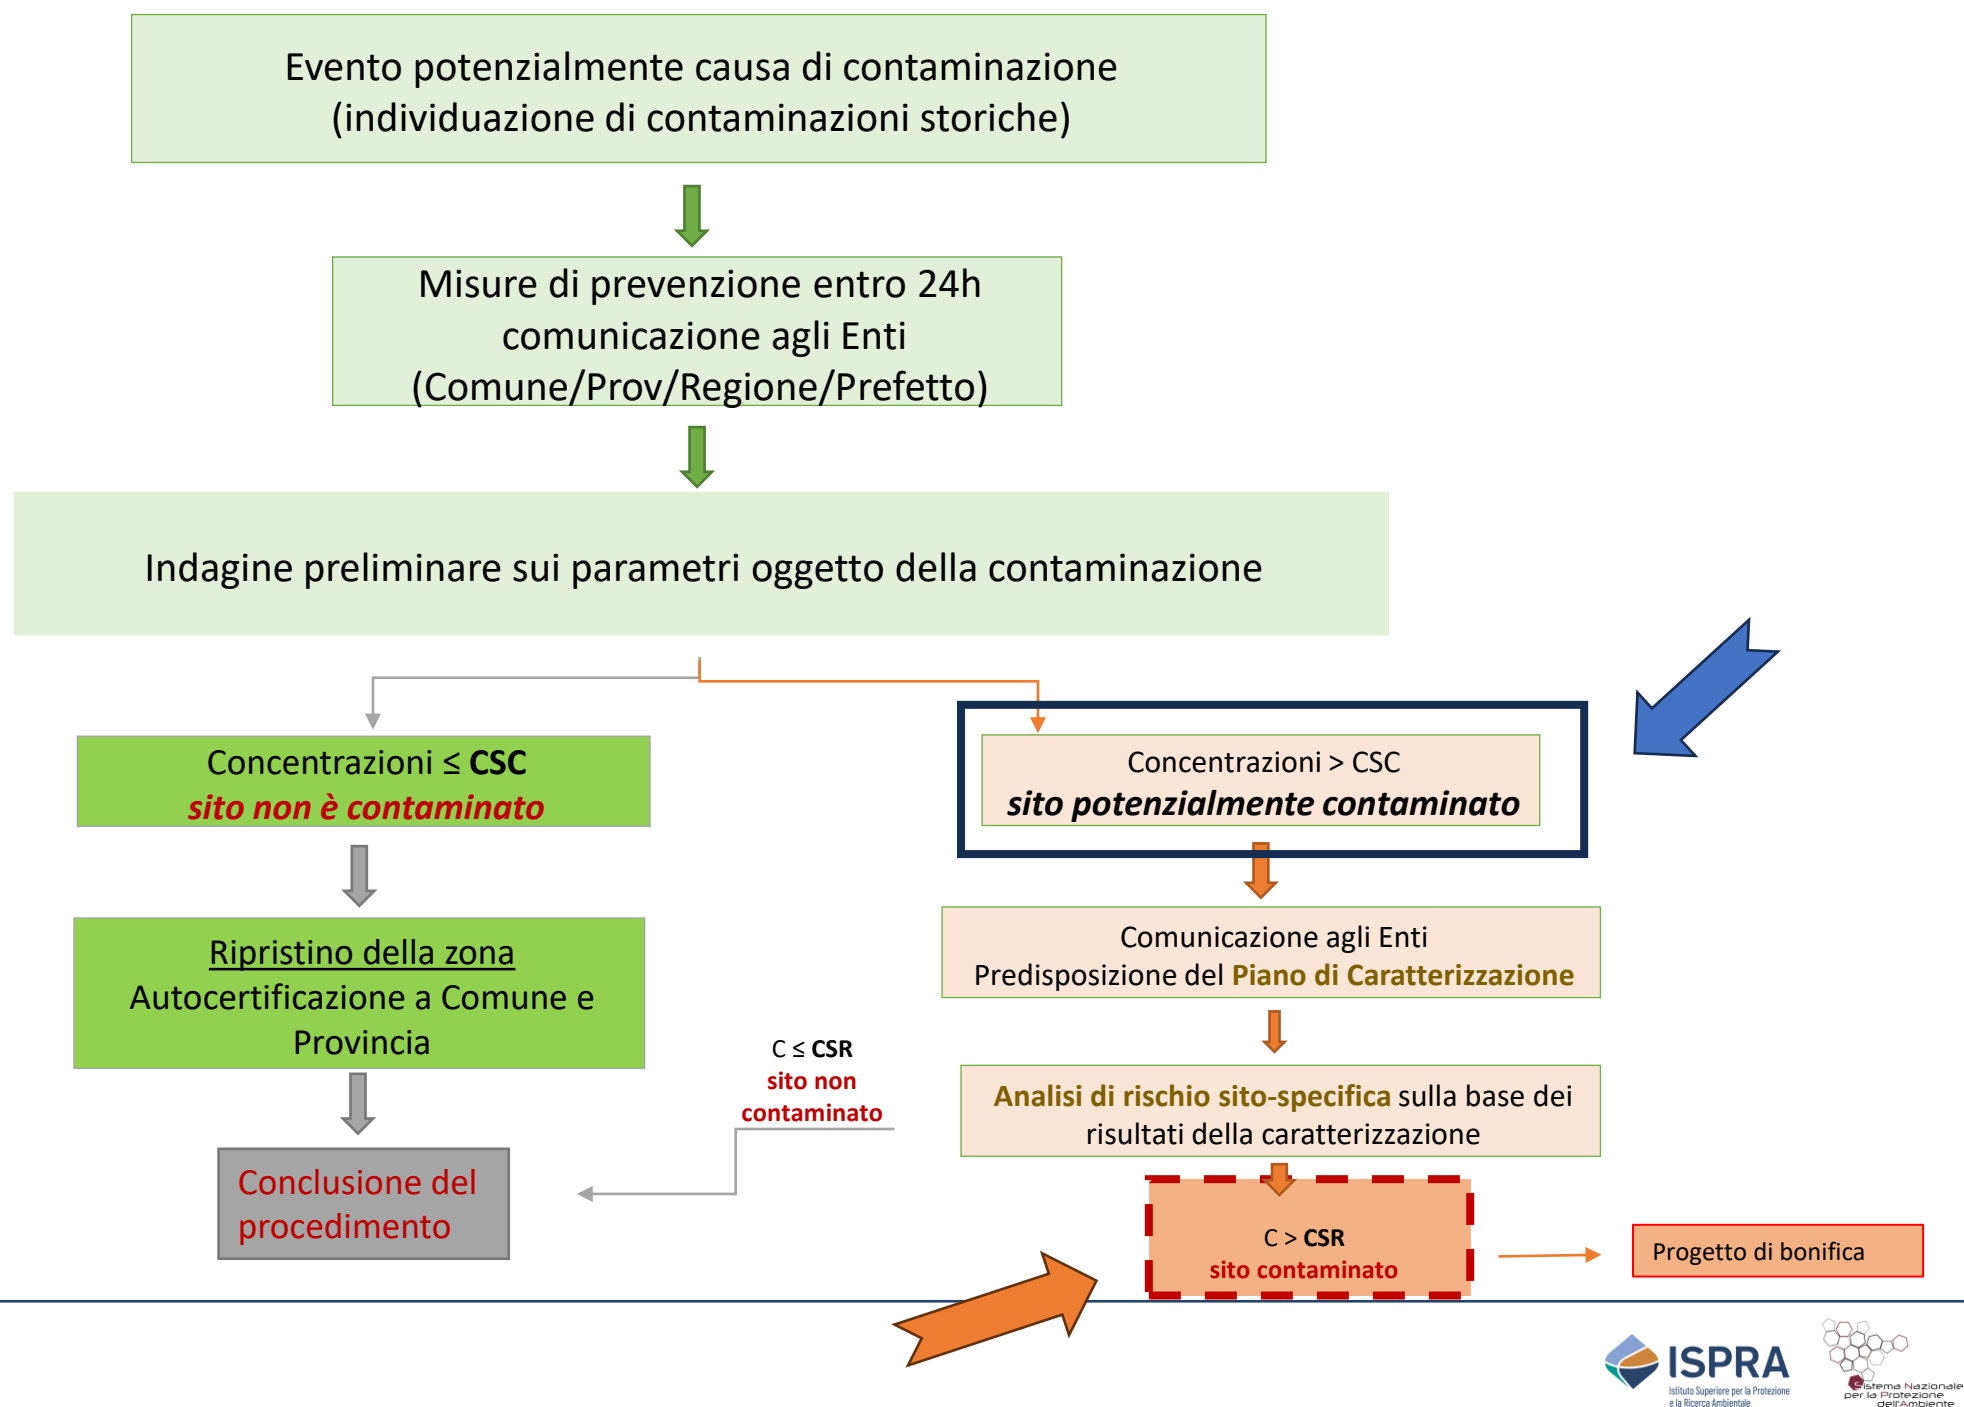 Evento potenzialmente causa di contaminazione
(individuazione di contaminazioni storiche)
Misure di prevenzione entro 24h
comunicazione agli Enti
(Comune/Prov/Regione/Prefetto)
Indagine preliminare sui parametri oggetto della contaminazione
Concentrazioni ≤ CSC
sito non è contaminato
Concentrazioni > CSC
sito potenzialmente contaminato
Ripristino della zona
Autocertificazione a Comune e
Provincia
Comunicazione agli Enti
Predisposizione del Piano di Caratterizzazione
C ≤ CSR
sito non
contaminato
Analisi di rischio sito-specifica sulla base dei
risultati della caratterizzazione
Conclusione del
procedimento
C > CSR
sito contaminato
Progetto di bonifica
ISPRA
Istituto Superiore per la Protezione
e la Ricerca Ambientale
Sistema Nazionale
per la Protezione
dell'Ambiente